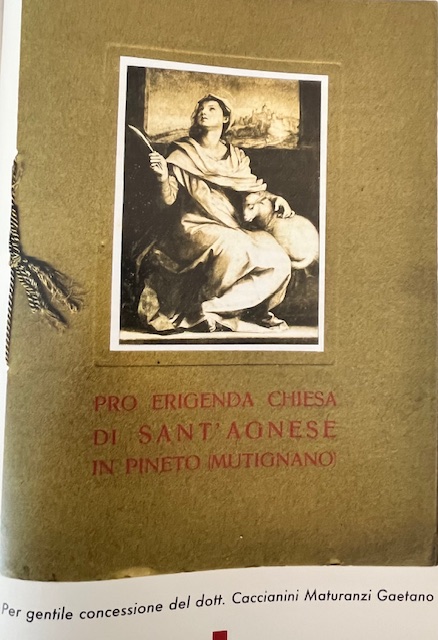 PRO ERIGENDA CHIESA
DI SANT'AGNESE
IN PINETO (MUTIGNANO)
Per gentile concessione del dott. Caccianini Maturanzi Gaetano